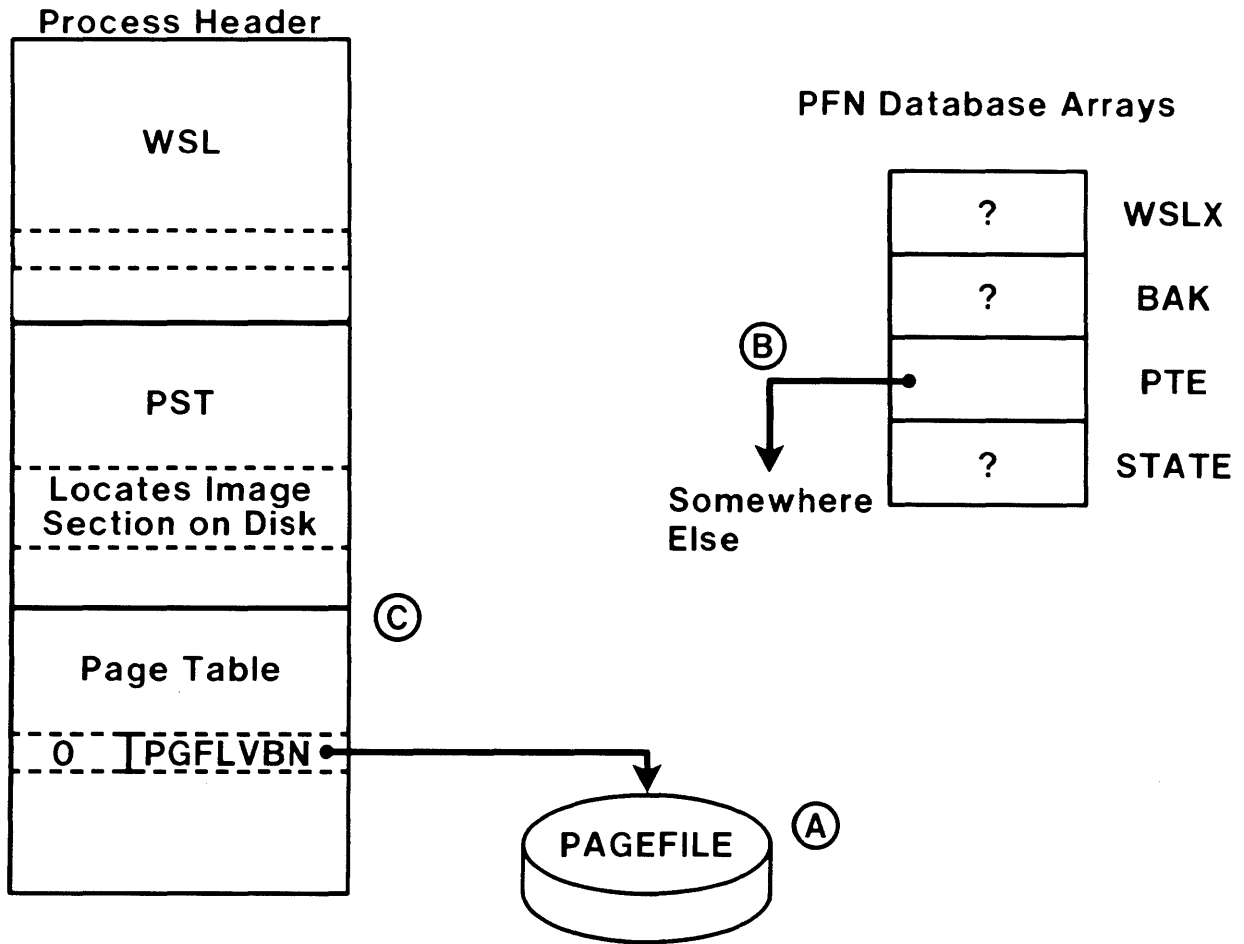 Process Header
WSL
PST
Locates Image
Section on Disk
Page Table
0 PGFLVBN
PFN Database Arrays
? WSLX
? BAK
B
PTE
? STATE
Somewhere
Else
C
PAGEFILE
A